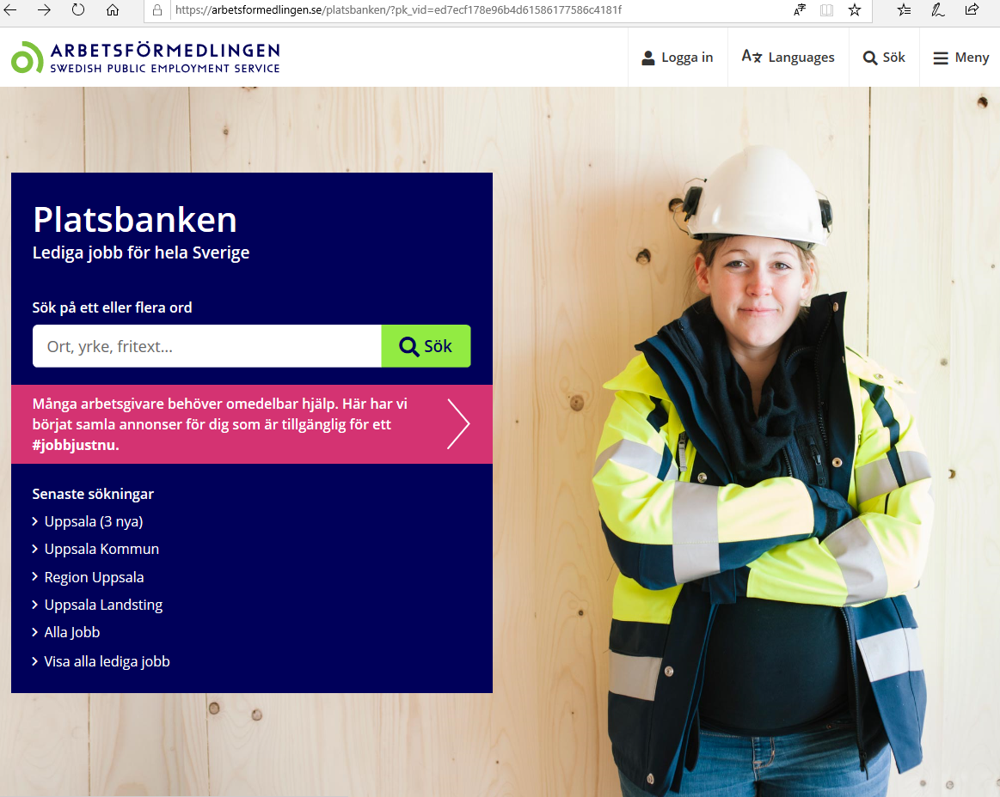 https://arbetsformedlingen.se/platsbanken/?pk_vid=ed7ecf178e96b4d61586177586c4181f
ARBETSFÖRMEDLINGEN
SWEDISH PUBLIC EMPLOYMENT SERVICE
Logga in
Languages
Sök
Meny
Platsbanken
Lediga jobb för hela Sverige
Sök på ett eller flera ord
Ort, yrke, fritext...
Sök
Många arbetsgivare behöver omedelbar hjälp. Här har vi
börjat samla annonser för dig som är tillgänglig för ett
#jobbjustnu.
Senaste sökningar
Uppsala (3 nya)
Uppsala Kommun
Region Uppsala
Uppsala Landsting
Alla Jobb
Visa alla lediga jobb